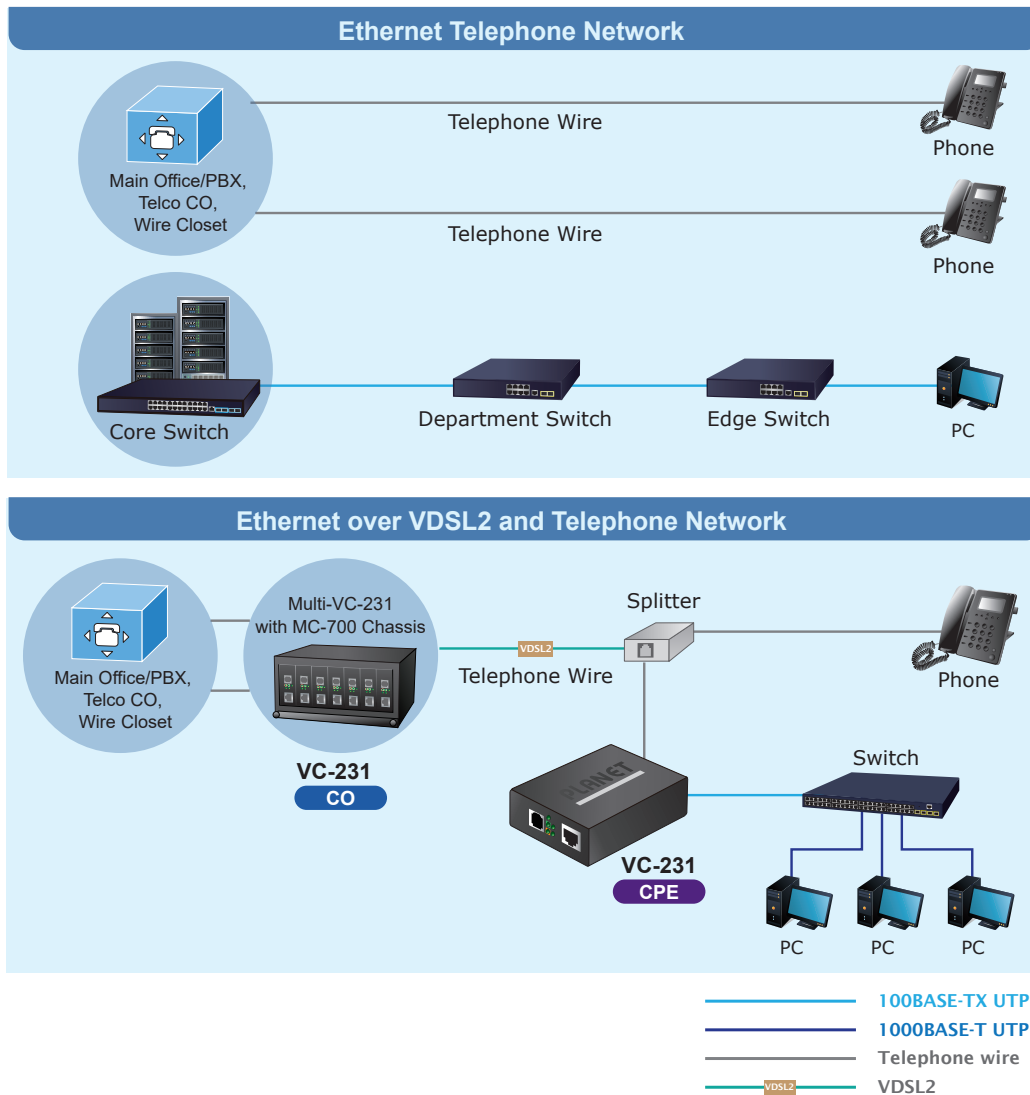 Ethernet Telephone Network
Telephone Wire
Phone
Main Office/PBX,
Telco CO,
Wire Closet
Telephone Wire
Phone
Core Switch
Department Switch
Edge Switch
PC
Ethernet over VDSL2 and Telephone Network
Multi-VC-231
with MC-700 Chassis
Splitter
VDSL2
Telephone Wire
Phone
Main Office/PBX,
Telco CO,
Wire Closet
VC-231
CO
PLANET
Switch
VC-231
CPE
PC
PC
PC
100BASE-TX UTP
1000BASE-T UTP
Telephone wire
VDSL2
VDSL2